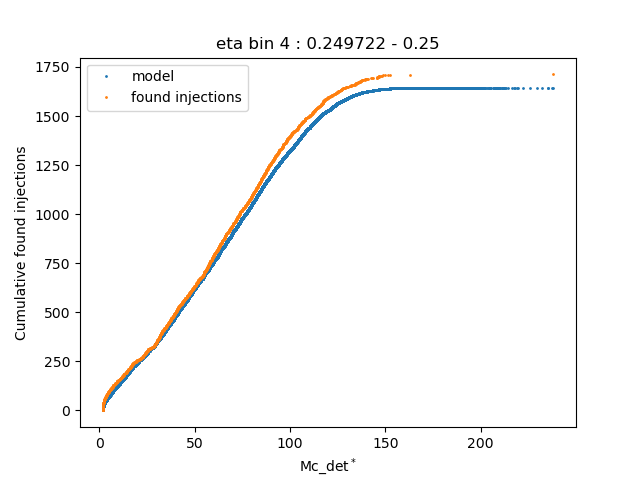 eta bin 4 : 0.249722 - 0.25
model
found injections
1750
1500
1250
1000
750
500
250
0
Cumulative found injections
0 50 100 150 200
Mc_det*